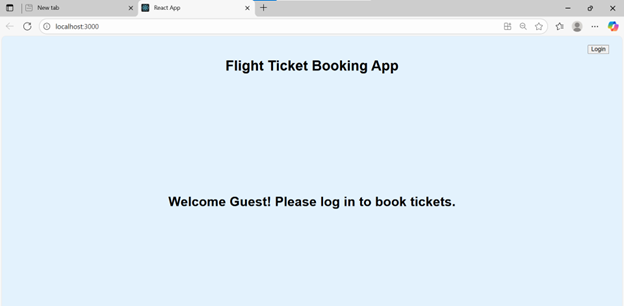 New tab
React App
localhost:3000
Login
Flight Ticket Booking App
Welcome Guest! Please log in to book tickets.